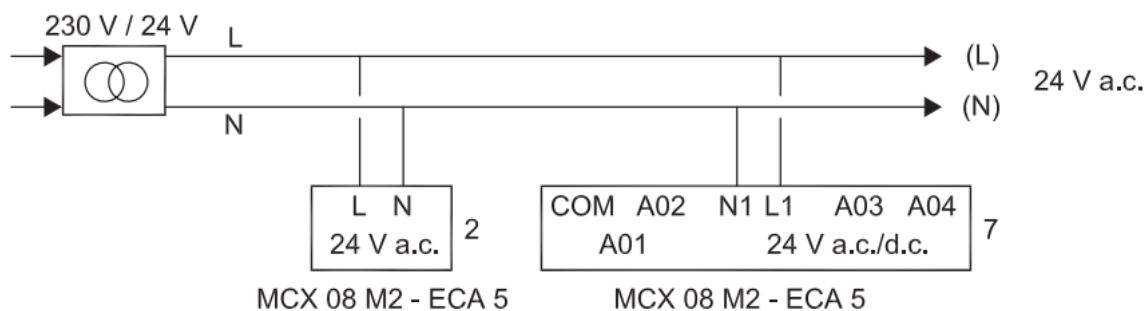 230 V / 24 V
L
(L)
24 V a.c.
(N)
N
L N
24 V a.c.
2
COM A02 N1 L1 A03 A04
A01 24 V a.c./d.c.
7
MCX 08 M2 - ECA 5
MCX 08 M2 - ECA 5